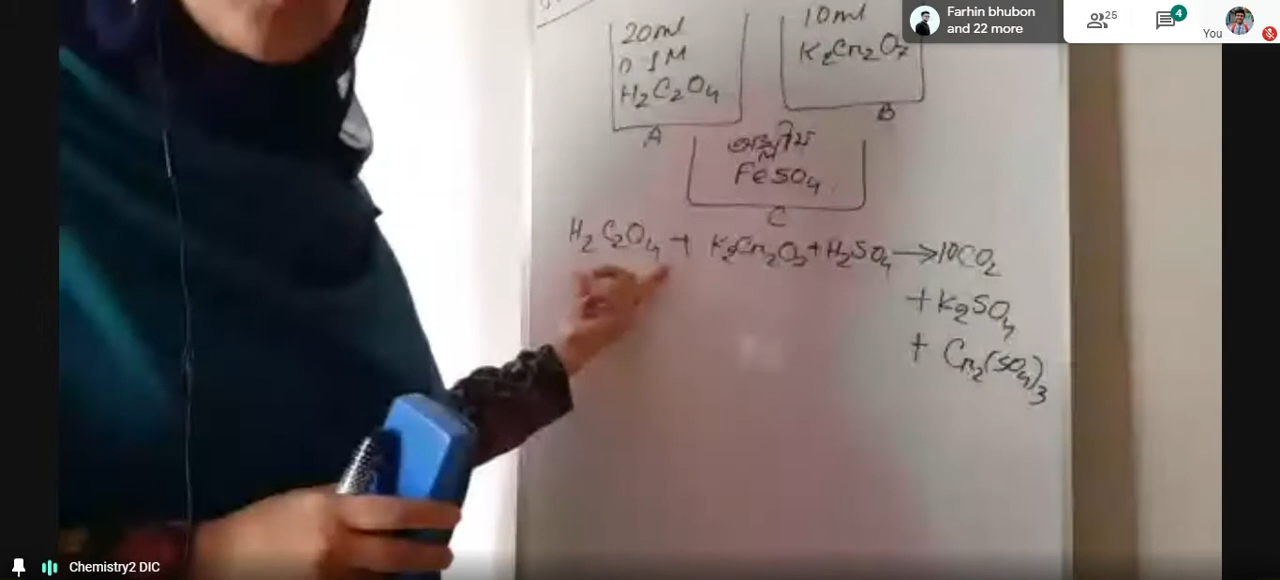 Farhin bhubon
and 22 more
25
4
You
20ml
0.1M
H2C2O4
A
10ml
K2Cr2O7
B
অম্লীয়
FeSO4
C
H2C2O4 + K2Cr2O7 + H2SO4 → 10CO2
+ K2SO4
+ Cr2(SO4)3
Chemistry2 DIC